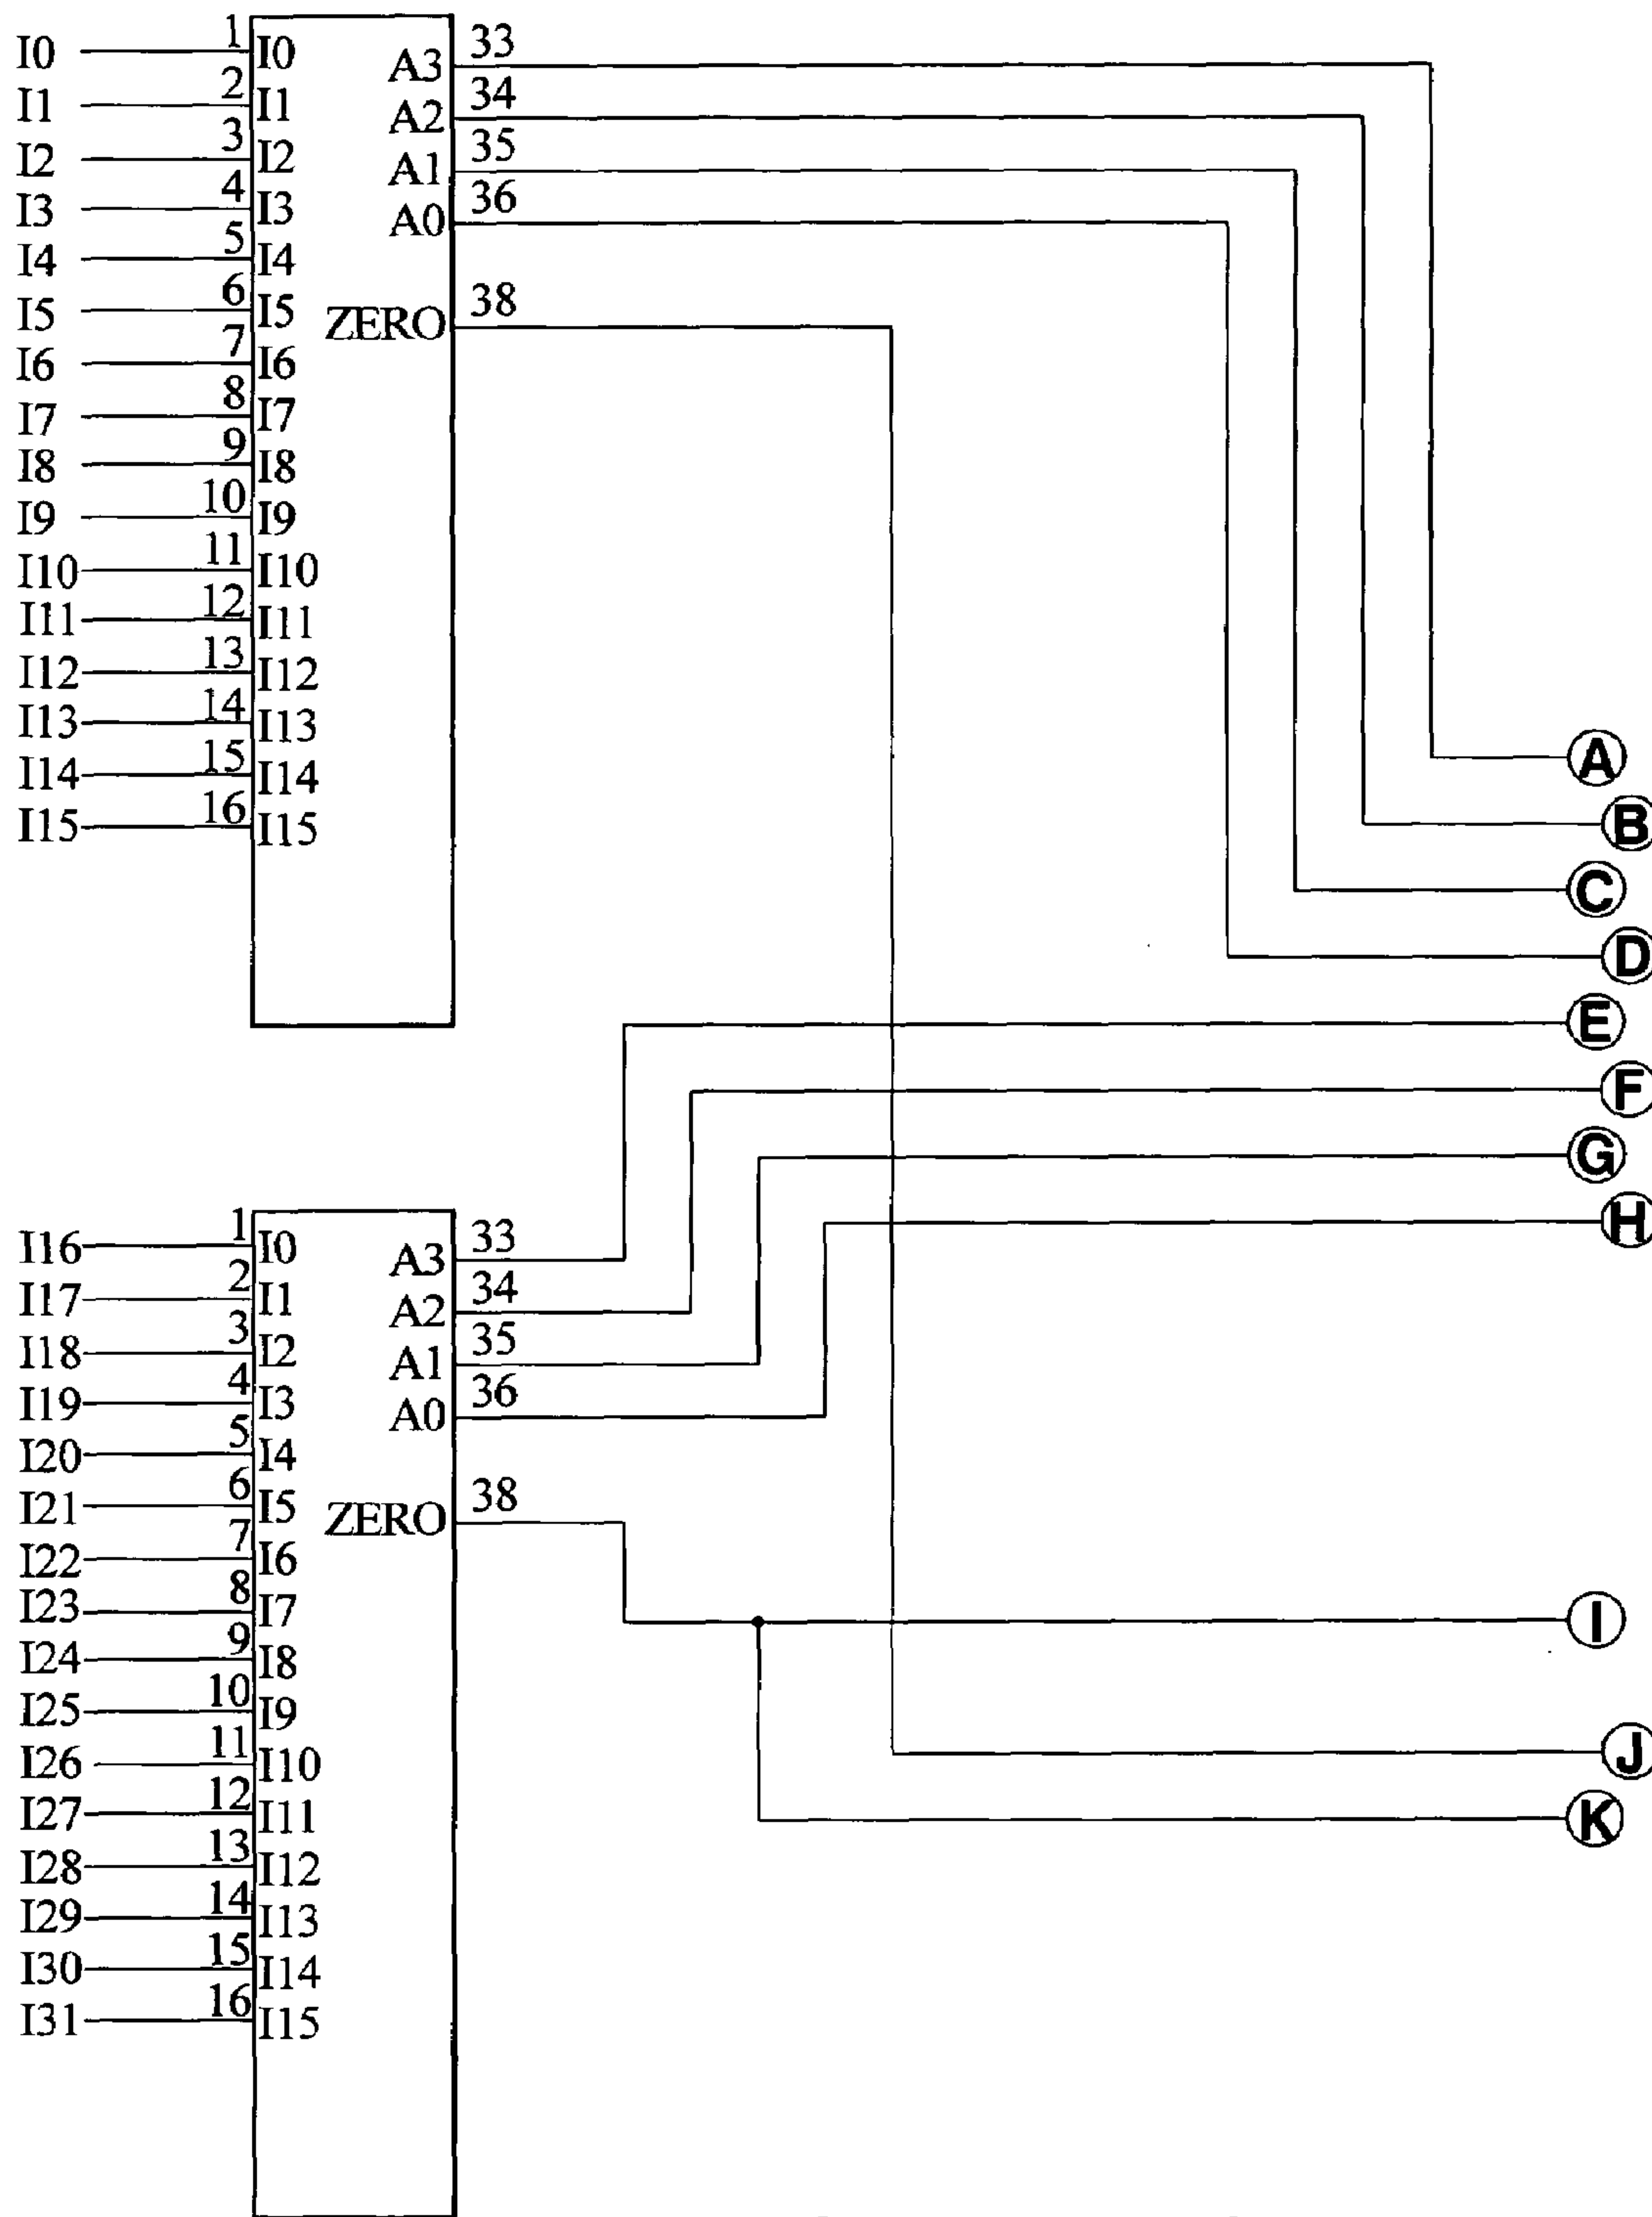 I0 1 I0
A3 33
I1 2 I1
A2 34
I2 3 I2
A1 35
I3 4 I3
A0 36
I4 5 I4
I5 6 I5
ZERO 38
I6 7 I6
I7 8 I7
I8 9 I8
I9 10 I9
I10 11 I10
I11 12 I11
I12 13 I12
I13 14 I13
I14 15 I14
I15 16 I15
A
B
C
D
E
F
G
H
I16 1 I0
A3 33
I17 2 I1
A2 34
I18 3 I2
A1 35
I19 4 I3
A0 36
I20 5 I4
I21 6 I5
ZERO 38
I22 7 I6
I23 8 I7
I24 9 I8
I25 10 I9
I26 11 I10
I27 12 I11
I28 13 I12
I29 14 I13
I30 15 I14
I31 16 I15
I
J
K